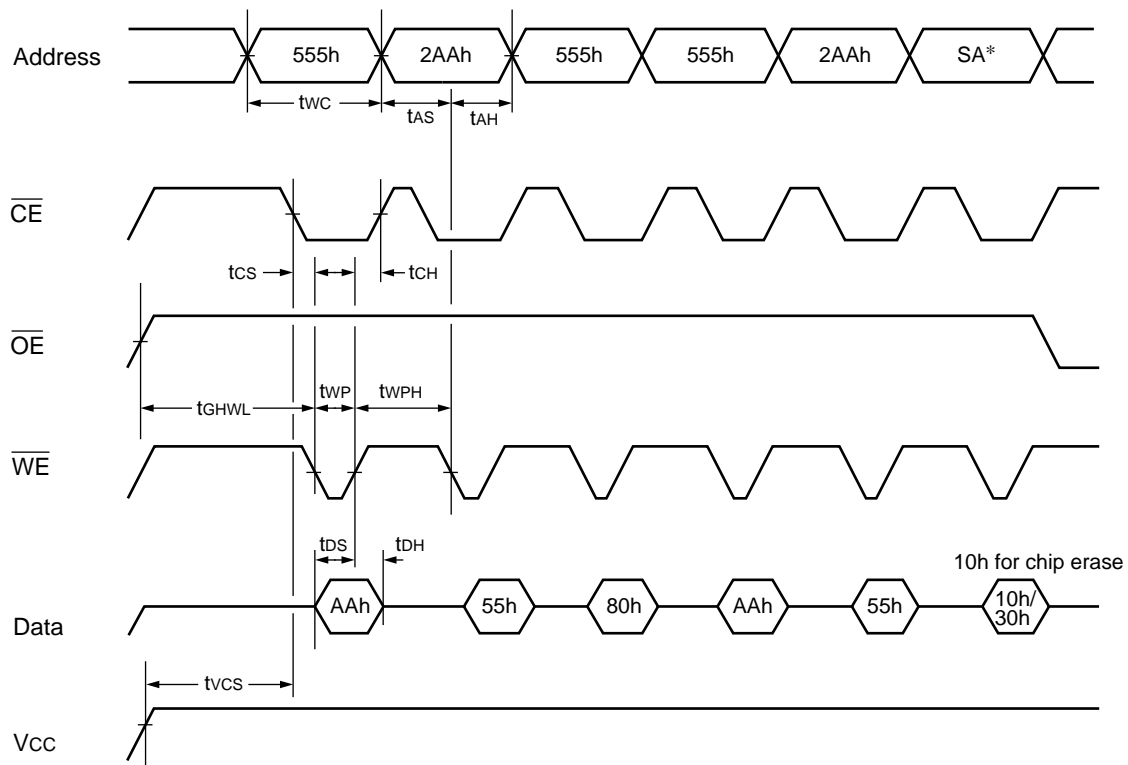 Address
555h 2AAh 555h 555h 2AAh SA*
tWC tAS tAH
CE
tCS tCH
OE
tGHWL tWP tWPH
WE
tDS tDH
10h for chip erase
Data
AAh 55h 80h AAh 55h 10h/
30h
tVCS
VCC